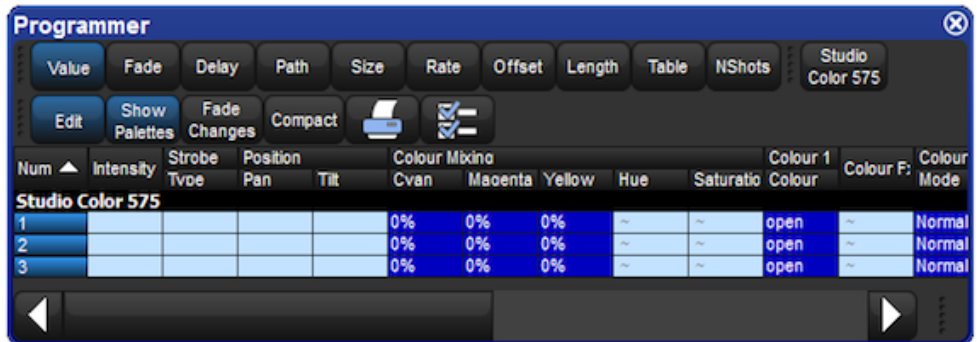 Programmer
Value Fade Delay Path Size Rate Offset Length Table NShots Studio Color 575
Edit Show Palettes Fade Changes Compact
Num Intensity Strobe Position Colour Mixing Colour 1 Colour F Colour
Type Pan Tilt Cyan Magenta Yellow Hue Saturatio Colour Mode
Studio Color 575
1 0% 0% 0% ~ ~ open ~ Normal
2 0% 0% 0% ~ ~ open ~ Normal
3 0% 0% 0% ~ ~ open ~ Normal